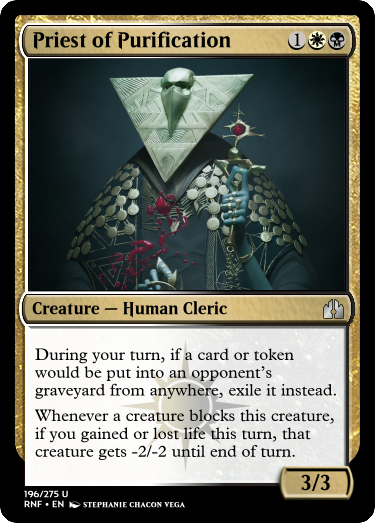 Priest of Purification 1
Creature — Human Cleric
During your turn, if a card or token
would be put into an opponent's
graveyard from anywhere, exile it instead.
Whenever a creature blocks this creature,
if you gained or lost life this turn, that
creature gets -2/-2 until end of turn.
3/3
196/275 U
RNF • EN STEPHANIE CHACON VEGA